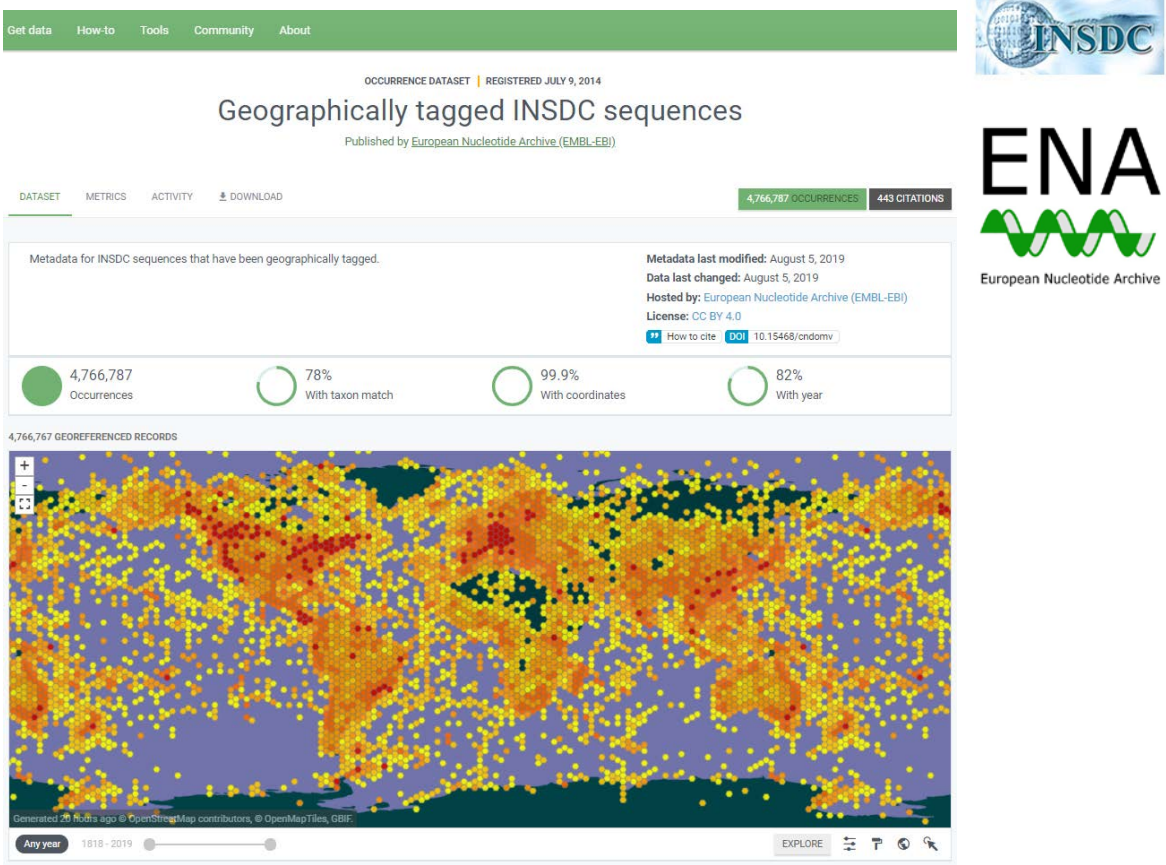 Get data How-to Tools Community About
INSDC
OCCURRENCE DATASET | REGISTERED JULY 9, 2014
Geographically tagged INSDC sequences
Published by European Nucleotide Archive (EMBL-EBI)
ENA
European Nucleotide Archive
DATASET METRICS ACTIVITY DOWNLOAD
4,766,787 OCCURRENCES 443 CITATIONS
Metadata for INSDC sequences that have been geographically tagged.
Metadata last modified: August 5, 2019
Data last changed: August 5, 2019
Hosted by: European Nucleotide Archive (EMBL-EBI)
License: CC BY 4.0
How to cite DOI 10.15468/cndomv
4,766,787
Occurrences
78%
With taxon match
99.9%
With coordinates
82%
With year
4,766,767 GEOREFERENCED RECORDS
+
-
Generated 20 hours ago © OpenStreetMap contributors, © OpenMapTiles, GBIF.
Any year 1818 - 2019
EXPLORE